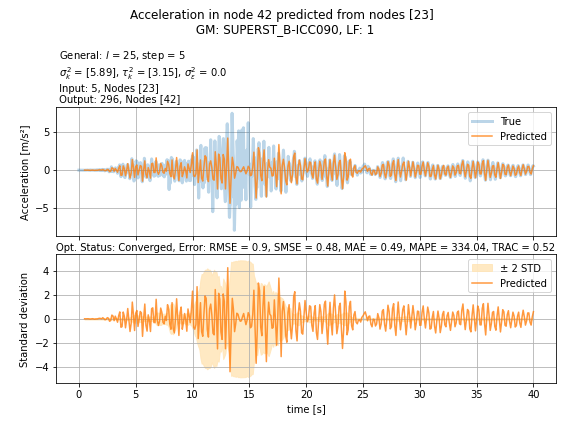 Acceleration in node 42 predicted from nodes [23]
GM: SUPERST_B-ICC090, LF: 1
General: l = 25, step = 5
σ²ₖ = [5.89], τ²ₖ = [3.15], σ²ε = 0.0
Input: 5, Nodes [23]
Output: 296, Nodes [42]
Acceleration [m/s²]
5
0
−5
True
Predicted
Opt. Status: Converged, Error: RMSE = 0.9, SMSE = 0.48, MAE = 0.49, MAPE = 334.04, TRAC = 0.52
Standard deviation
4
2
0
−2
−4
± 2 STD
Predicted
0 5 10 15 20 25 30 35 40
time [s]